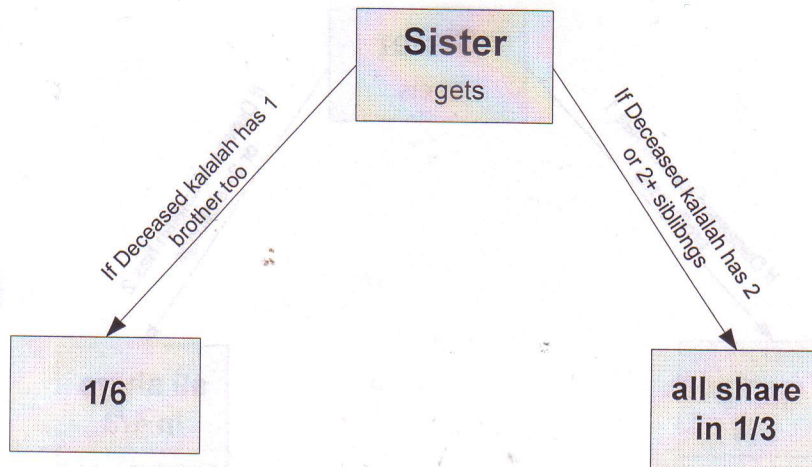 Sister
gets
If Deceased kalalah has 1
brother too
If Deceased kalalah has 2
or 2+ siblibngs
1/6
all share
in 1/3